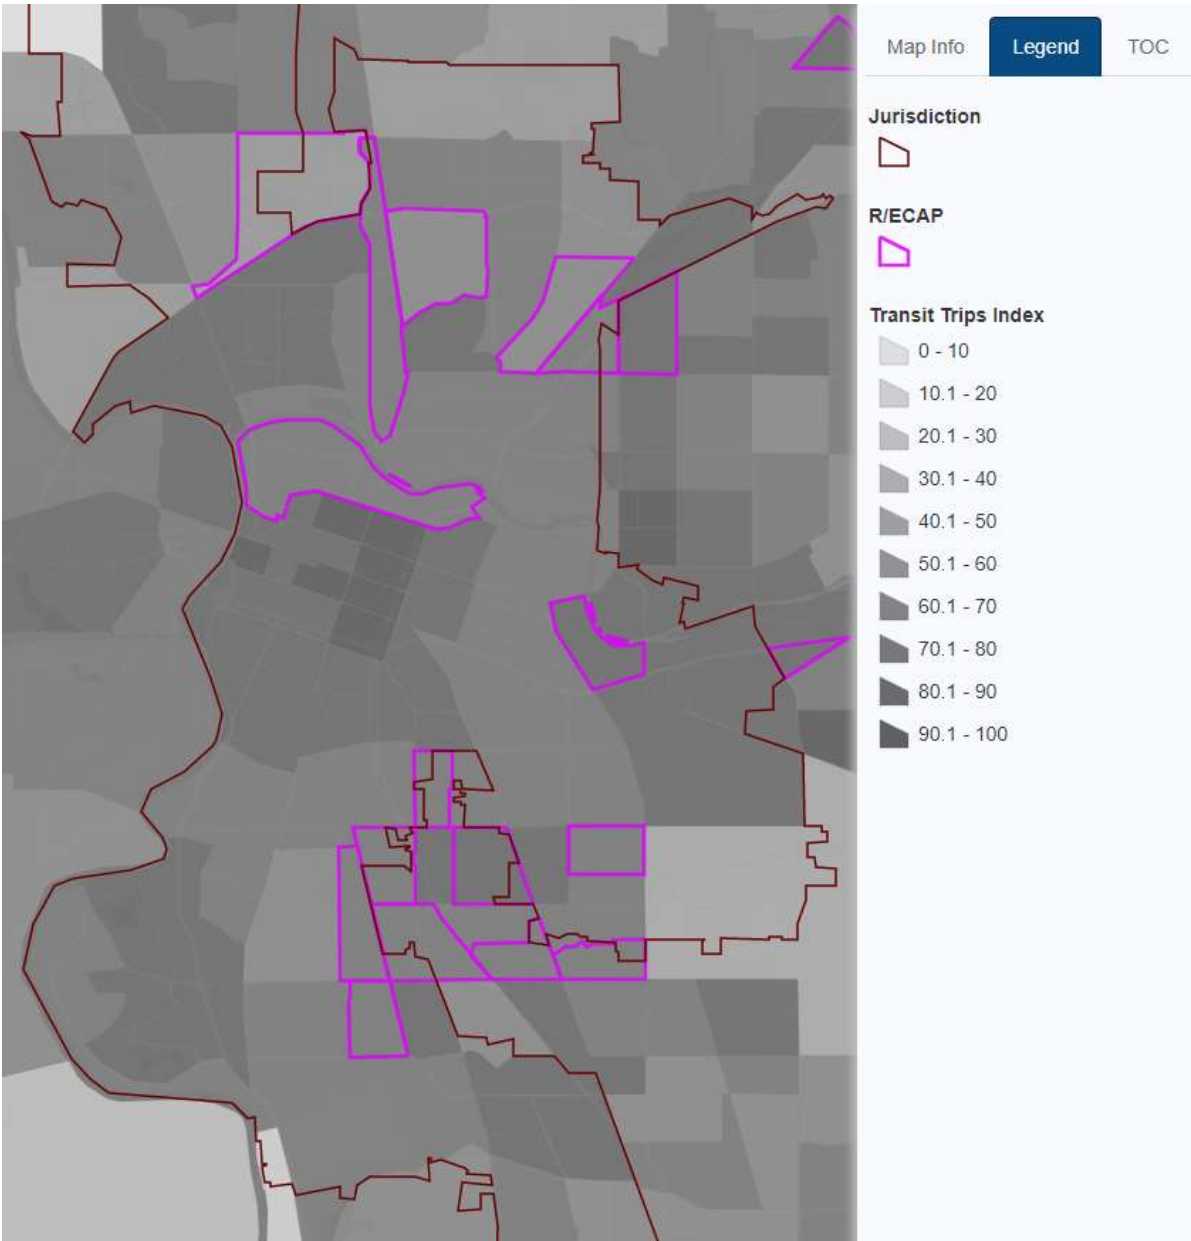 Map Info Legend TOC
Jurisdiction
R/ECAP
Transit Trips Index
0 - 10
10.1 - 20
20.1 - 30
30.1 - 40
40.1 - 50
50.1 - 60
60.1 - 70
70.1 - 80
80.1 - 90
90.1 - 100